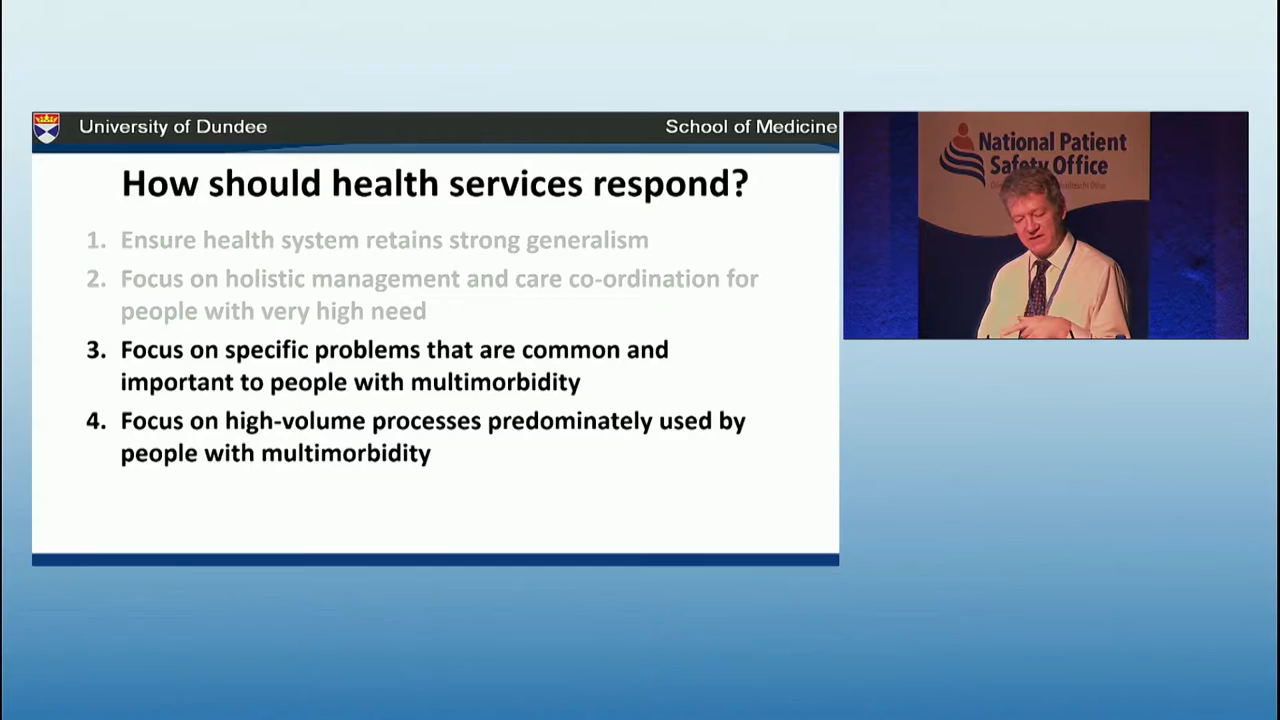 University of Dundee
School of Medicine
How should health services respond?
1. Ensure health system retains strong generalism
2. Focus on holistic management and care co-ordination for
people with very high need
3. Focus on specific problems that are common and
important to people with multimorbidity
4. Focus on high-volume processes predominately used by
people with multimorbidity
National Patient
Safety Office